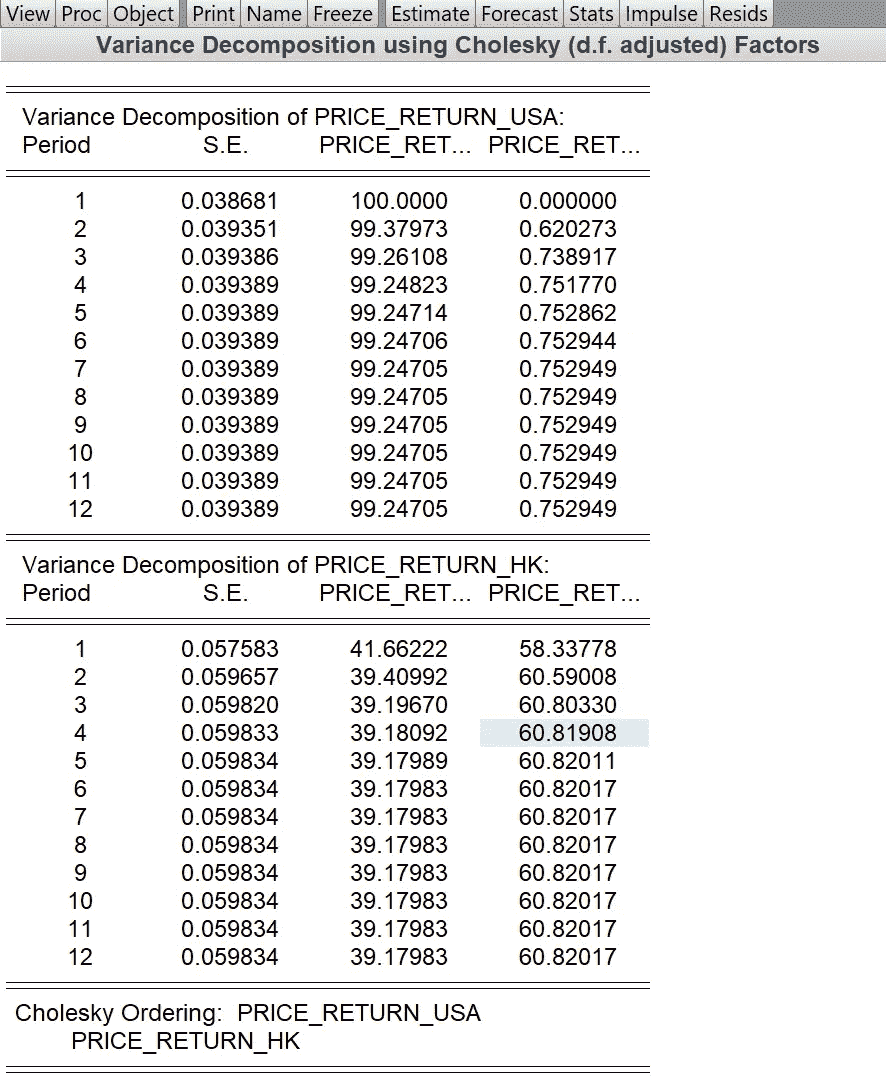 View Proc Object Print Name Freeze Estimate Forecast Stats Impulse Resids
Variance Decomposition using Cholesky (d.f. adjusted) Factors
Variance Decomposition of PRICE_RETURN_USA:
Period S.E. PRICE_RET... PRICE_RET...
1 0.038681 100.0000 0.000000
2 0.039351 99.37973 0.620273
3 0.039386 99.26108 0.738917
4 0.039389 99.24823 0.751770
5 0.039389 99.24714 0.752862
6 0.039389 99.24706 0.752944
7 0.039389 99.24705 0.752949
8 0.039389 99.24705 0.752949
9 0.039389 99.24705 0.752949
10 0.039389 99.24705 0.752949
11 0.039389 99.24705 0.752949
12 0.039389 99.24705 0.752949
Variance Decomposition of PRICE_RETURN_HK:
Period S.E. PRICE_RET... PRICE_RET...
1 0.057583 41.66222 58.33778
2 0.059657 39.40992 60.59008
3 0.059820 39.19670 60.80330
4 0.059833 39.18092 60.81908
5 0.059834 39.17989 60.82011
6 0.059834 39.17983 60.82017
7 0.059834 39.17983 60.82017
8 0.059834 39.17983 60.82017
9 0.059834 39.17983 60.82017
10 0.059834 39.17983 60.82017
11 0.059834 39.17983 60.82017
12 0.059834 39.17983 60.82017
Cholesky Ordering: PRICE_RETURN_USA
PRICE_RETURN_HK